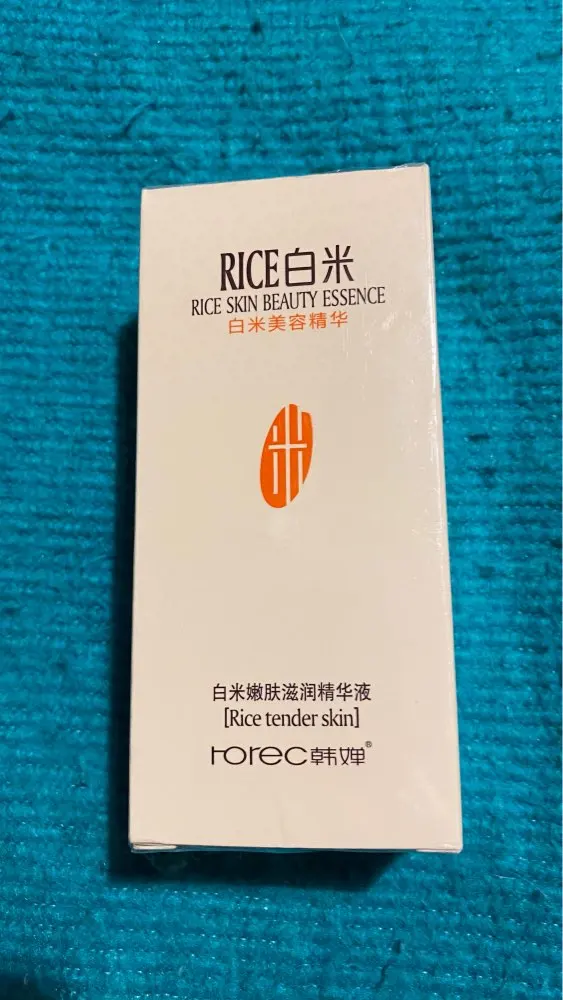 RICE白米
RICE SKIN BEAUTY ESSENCE
白米美容精华
白米嫩肤滋润精华液
[Rice tender skin]
rorec韩婵®